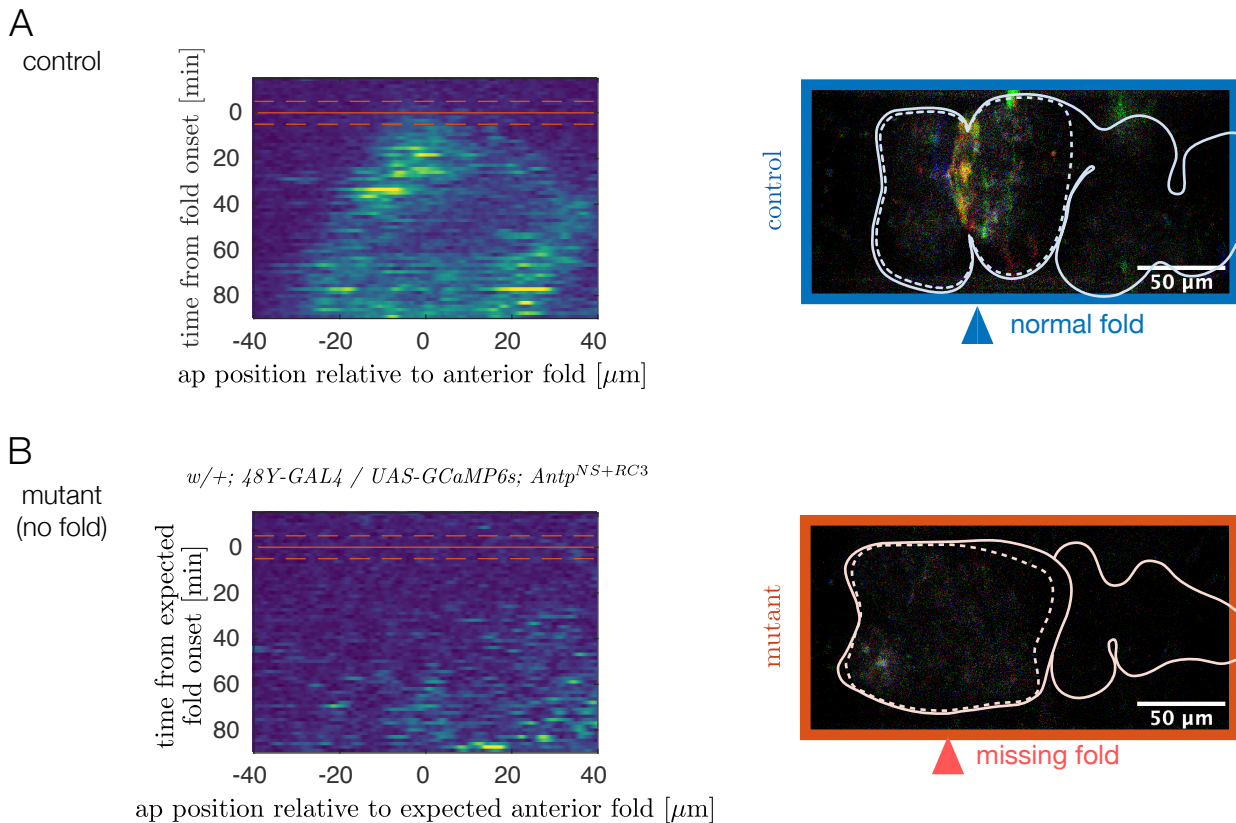 A
control
time from fold onset [min]
0
20
40
60
80
-40
-20
0
20
40
ap position relative to anterior fold [μm]
control
50 μm
normal fold
B
mutant
(no fold)
w/+; 48Y-GAL4 / UAS-GCaMP6s; Antp^NS+RC3
time from expected
fold onset [min]
0
20
40
60
80
-40
-20
0
20
40
ap position relative to expected anterior fold [μm]
mutant
50 μm
missing fold